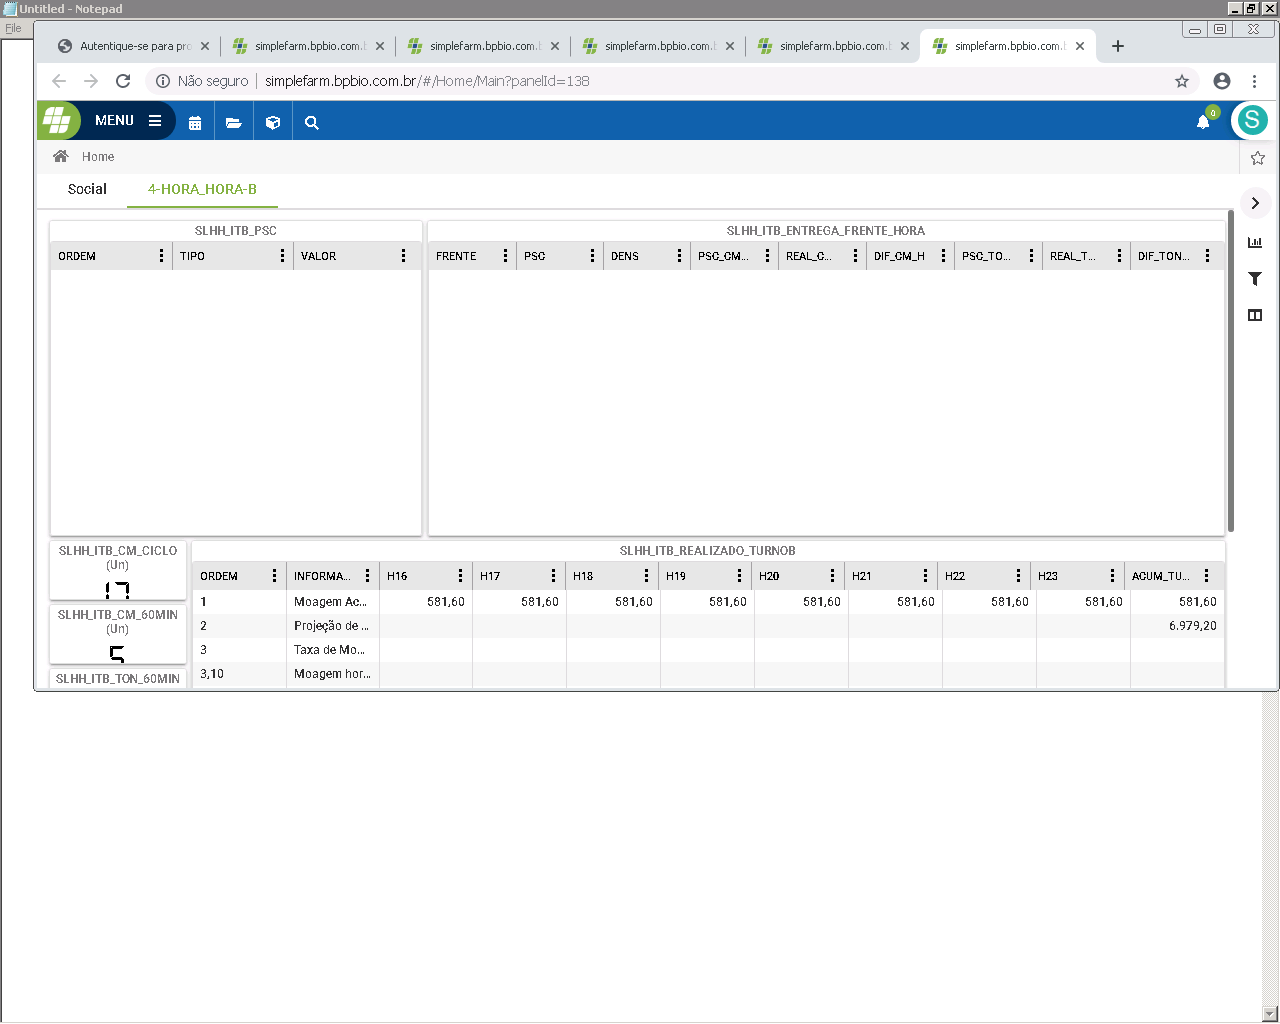 Untitled - Notepad
File
Autentique-se para pro
simplefarm.bpbio.com.b
simplefarm.bpbio.com.b
simplefarm.bpbio.com.b
simplefarm.bpbio.com.b
simplefarm.bpbio.com.b
Não seguro
simplefarm.bpbio.com.br/#/Home/Main?panelId=138
MENU
S
Home
Social
4-HORA_HORA-B
SLHH_ITB_PSC
ORDEM TIPO VALOR
SLHH_ITB_ENTREGA_FRENTE_HORA
FRENTE PSC DENS PSC_CM... REAL_C... DIF_CM_H PSC_TO... REAL_T... DIF_TON...
SLHH_ITB_CM_CICLO
(Un)
17
SLHH_ITB_CM_60MIN
(Un)
5
SLHH_ITB_TON_60MIN
SLHH_ITB_REALIZADO_TURNOB
ORDEM INFORMA... H16 H17 H18 H19 H20 H21 H22 H23 ACUM_TU...
1 Moagem Ac... 581,60 581,60 581,60 581,60 581,60 581,60 581,60 581,60 581,60
2 Projeção de ... 6.979,20
3 Taxa de Mo...
3,10 Moagem hor...